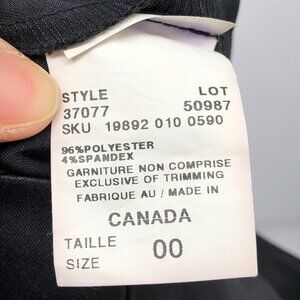 STYLE LOT
37077 50987
SKU 19892 010 0590
96%POLYESTER
4%SPANDEX
GARNITURE NON COMPRISE
EXCLUSIVE OF TRIMMING
FABRIQUE AU / MADE IN
CANADA
TAILLE
SIZE 00